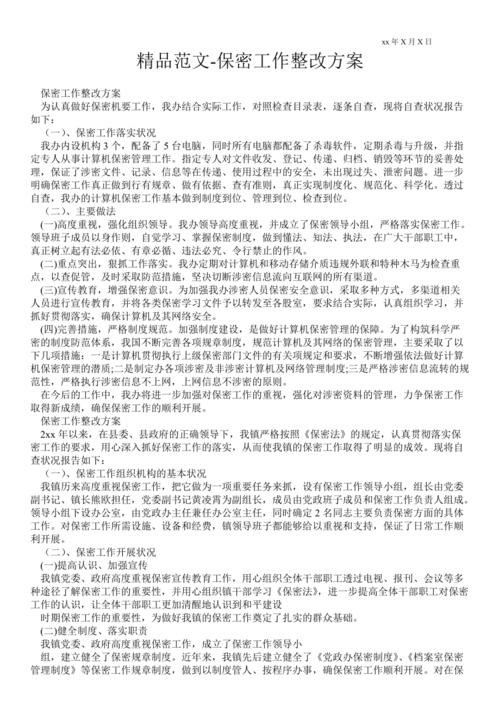 xx年X月X日
精品范文-保密工作整改方案
保密工作整改方案
为认真做好保密机要工作，我办结合实际工作，对照检查目录表，逐条自查，现将自查状况报告
如下：
（一）、保密工作落实状况
我办内设机构3个，配备了5台电脑，同时所有电脑都配备了杀毒软件，定期杀毒与升级，并指
定专人从事计算机保密管理工作。指定专人对文件收发、登记、传递、归档、销毁等环节的妥善处
理，保证了涉密文件、记录、信息等在传递、使用过程中的安全，未出现过失、泄密问题。进一步
明确保密工作真正做到行有规章、做有依据、查有准则，真正实现制度化、规范化、科学化。透过
自查，我办的计算机保密工作基本做到制度到位、管理到位、检查到位。
（二）、主要做法
(一)高度重视，强化组织领导。我办领导高度重视，并成立了保密领导小组，严格落实保密工作。
领导班子成员以身作则，自觉学习、掌握保密制度，做到懂法、知法、执法，在广大干部职工中，
真正树立起有法必依、有章必循、违法必究、令行禁止的作风。
(二)重点突出，狠抓工作落实。我办定期对计算机和移动存储介质违规外联和特种木马为检查重
点，以查促管，及时采取防范措施，坚决切断涉密信息流向互联网的所有渠道。
(三)宣传教育，增强保密意识。为加强我办涉密人员保密安全意识，采取多种方式，多渠道相关
人员进行宣传教育，并将各类保密学习文件予以转发至各股室，要求结合实际，认真组织学习，并
抓好贯彻落实，确保计算机及其网络安全。
(四)完善措施，严格制度规范。加强制度建设，是做好计算机保密管理的保障。为了构筑科学严
密的制度防范体系，我国不断完善各项规章制度，规范计算机及其网络的保密管理，主要采取了以
下几项措施：一是计算机贯彻执行上级保密部门文件的有关项规定和要求，不断增强依法做好计算
机保密管理的潜质;二是制定办各项涉密及非涉密计算机及网络管理制度;三是严格涉密信息流转的规
范性，严格执行涉密信息不上网，上网信息不涉密的原则。
在今后的工作中，我办将进一步加强对保密工作的重视，强化对涉密资料的管理，力争保密工作
取得新成绩，确保保密工作的顺利开展。
保密工作整改方案
2xx年以来，在县委、县政府的正确领导下，我镇严格按照《保密法》的规定，认真贯彻落实保
密工作的要求，用心深入抓好保密工作的落实，从而使我镇的保密工作取得了明显的成效。现将自
查状况报告如下：
（一）、保密工作组织机构的基本状况
我镇历来高度重视保密工作，把它做为一项重要任务来抓，设有保密工作领导小组，组长由党委
副书记、镇长熊欧担任，党委副书记黄凌霄为副组长，成员由党政班子成员和保密工作负责人组成。
领导小组下设办公室，由党政办主任兼任办公室主任，同时确定2名同志主要负责保密方面的具体
工作。对保密工作所需设施、设备和经费，镇领导班子都能够给以重视和支持，保证了日常工作顺
利开展。
（二）、保密工作开展状况
(一)提高认识、加强宣传
我镇党委、政府高度重视保密宣传教育工作，用心组织全体干部职工透过电视、报刊、会议等多
种途径了解保密工作的重要性，并用心组织镇干部学习《保密法》，进一步提高全体干部职工对保密
工作的认识，让全体干部职工更加清醒地认识到和平建设
时期保密工作的重要性，为做好我镇的保密工作奠定了扎实的群众基础。
(二)健全制度、落实职责
我镇党委、政府高度重视保密工作，成立了保密工作领导小
组，建立健全了保密规章制度。近年来，我镇先后建立健全了《党政办保密制度》、《档案室保密
管理制度》等保密工作规章制度，做到以制度管人、按程序办事，确保保密工作顺利开展。对在保